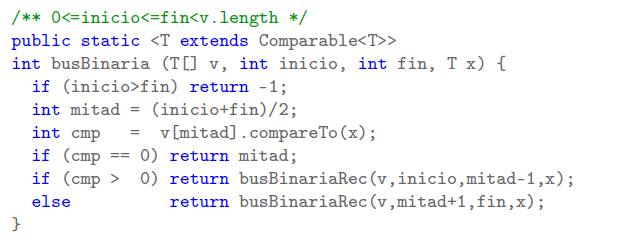 /** 0<=inicio<=fin<v.length */
public static <T extends Comparable<T>>
int busBinaria (T[] v, int inicio, int fin, T x) {
  if (inicio>fin) return -1;
  int mitad = (inicio+fin)/2;
  int cmp   = v[mitad].compareTo(x);
  if (cmp == 0) return mitad;
  if (cmp >  0) return busBinariaRec(v,inicio,mitad-1,x);
  else          return busBinariaRec(v,mitad+1,fin,x);
}